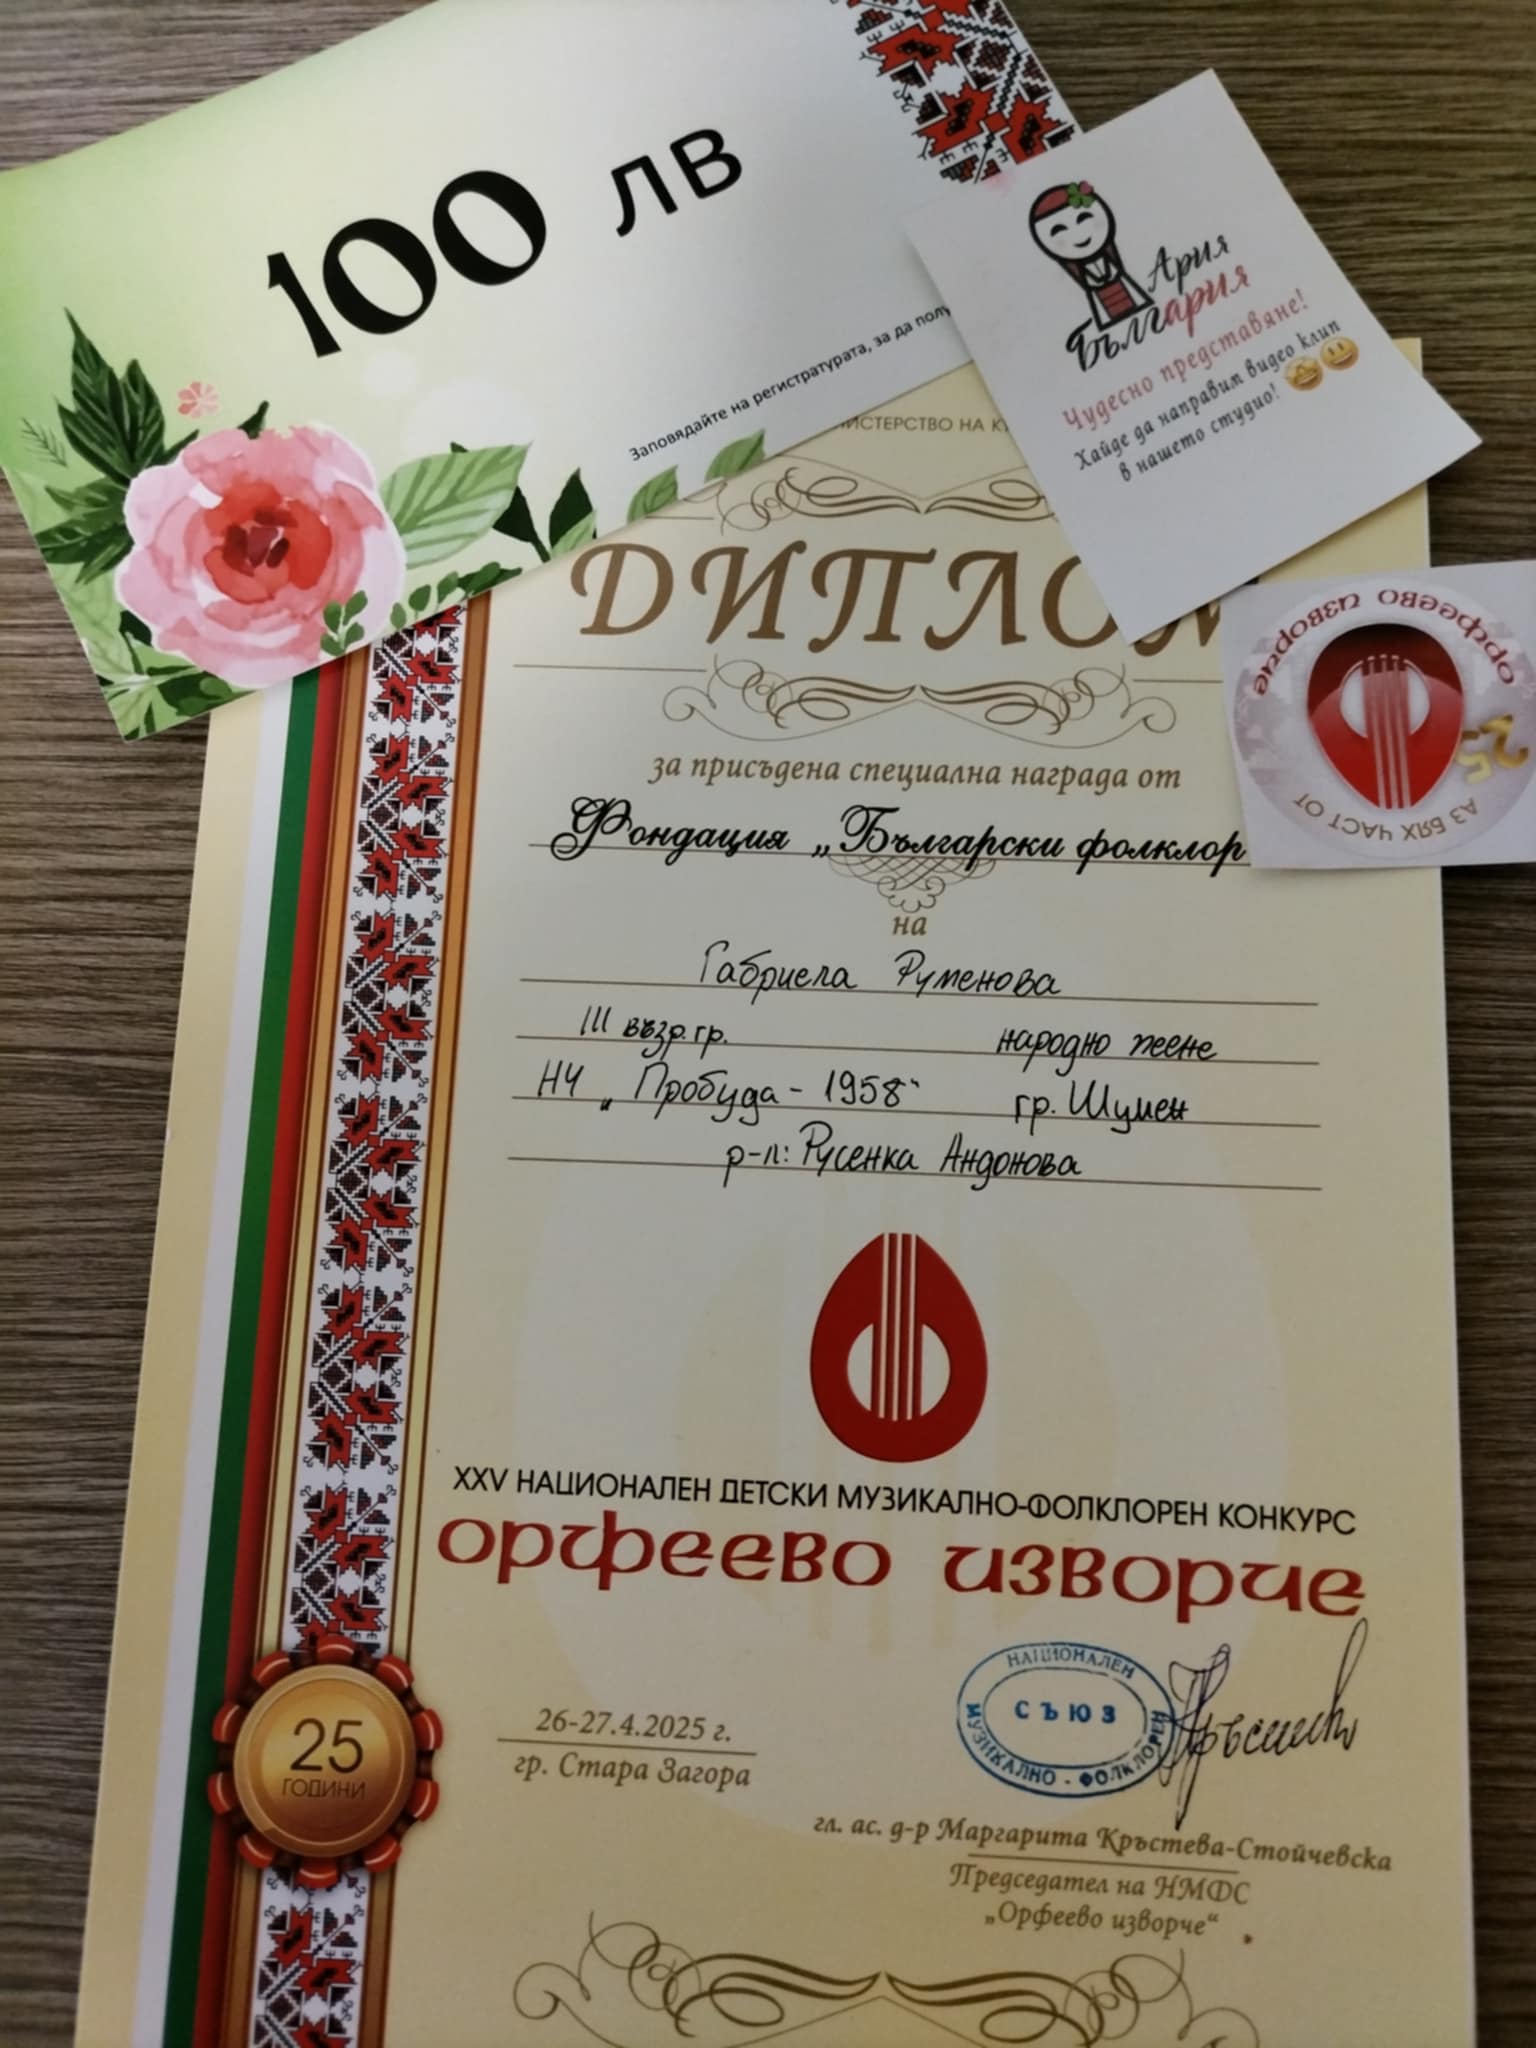 100 лв
Заповядайте на регистратурата, за да
Ария
България
Чудесно представяне!
Хайде да направим видео клип
в нашето студио!
НА
ДИПЛОМ
ОРФЕЕВО ИЗВОРЧЕ
25
АЗ БЯХ ЧАСТ ОТ
за присъдена специална награда от
Фондация „Български фолклор
на
Габриела Руменова
III възр. гр. народно пеене
НЧ „Пробуда - 1958" гр. Шумен
р-л: Русенка Андонова
XXV НАЦИОНАЛЕН ДЕТСКИ МУЗИКАЛНО-ФОЛКЛОРЕН КОНКУРС
ОРФЕЕВО ИЗВОРЧЕ
25
ГОДИНИ
26-27.4.2025 г.
гр. Стара Загора
НАЦИОНАЛЕН
СЪЮЗ
МУЗИКАЛНО - ФОЛКЛОРЕН
гл. ас. д-р Маргарита Кръстева-Стойчевска
Председател на НМФС
„Орфеево изворче“